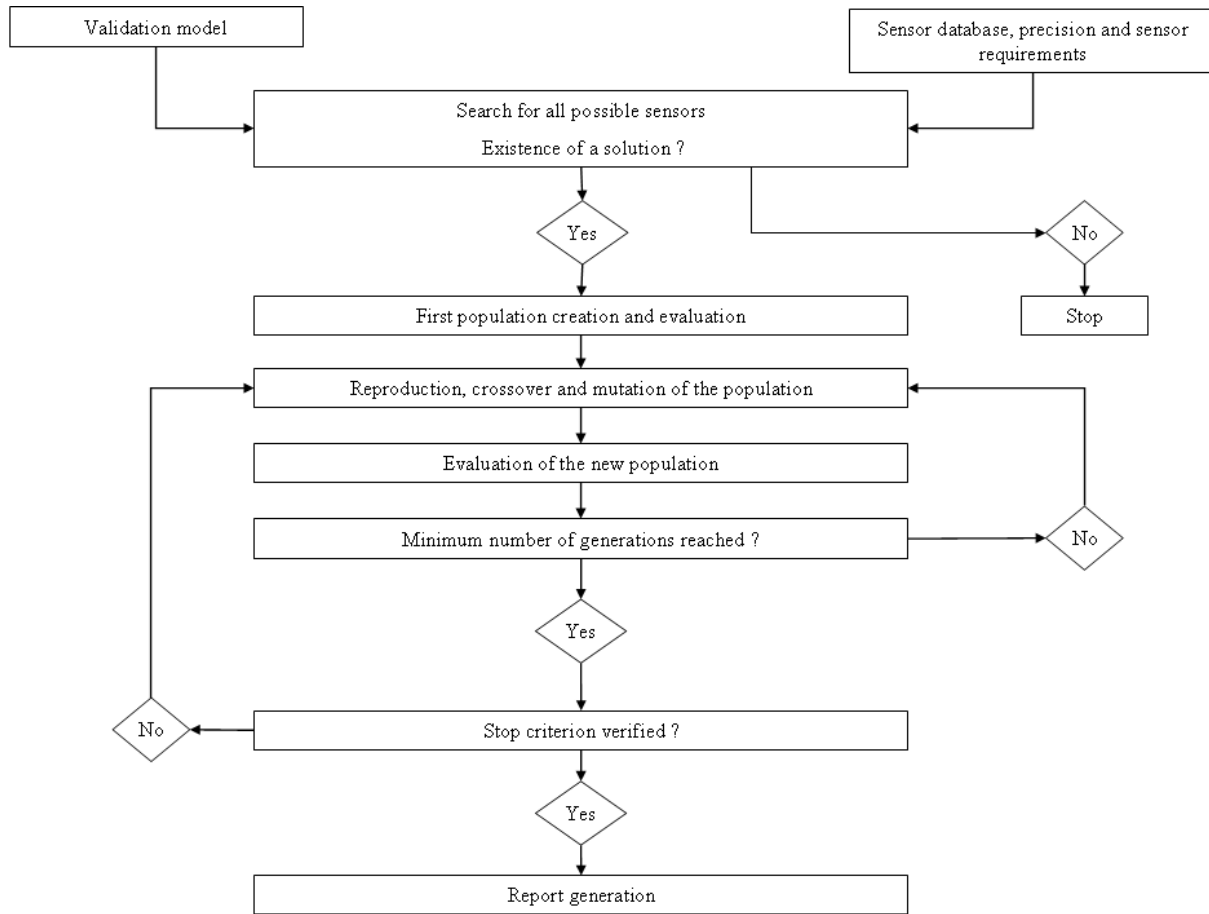 Validation model
Sensor database, precision and sensor
requirements
Search for all possible sensors
Existence of a solution ?
Yes
No
First population creation and evaluation
Stop
Reproduction, crossover and mutation of the population
Evaluation of the new population
Minimum number of generations reached ?
No
Yes
No
Stop criterion verified ?
Yes
Report generation